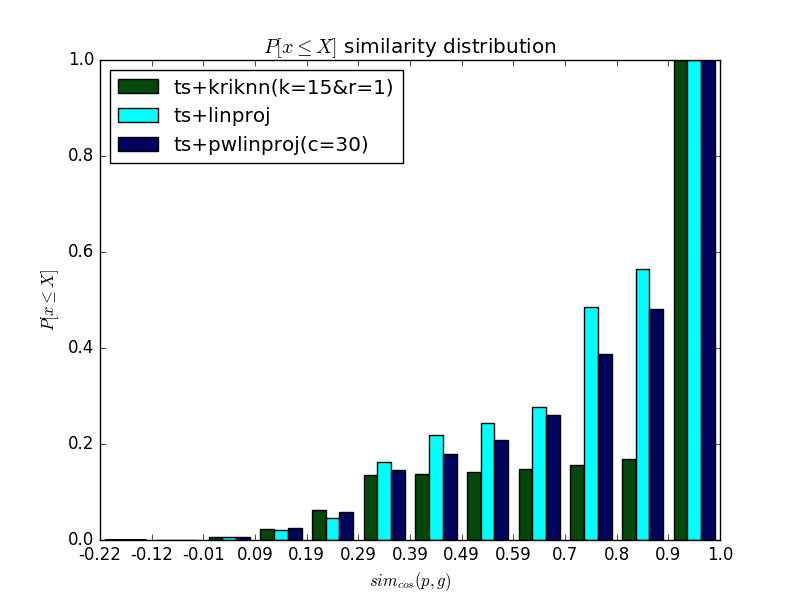 P[x ≤ X] similarity distribution
ts+kriknn(k=15&r=1)
ts+linproj
ts+pwlinproj(c=30)
P[x ≤ X]
1.0
0.8
0.6
0.4
0.2
0.0
-0.22 -0.12 -0.01 0.09 0.19 0.29 0.39 0.49 0.59 0.7 0.8 0.9 1.0
sim_cos(p, g)